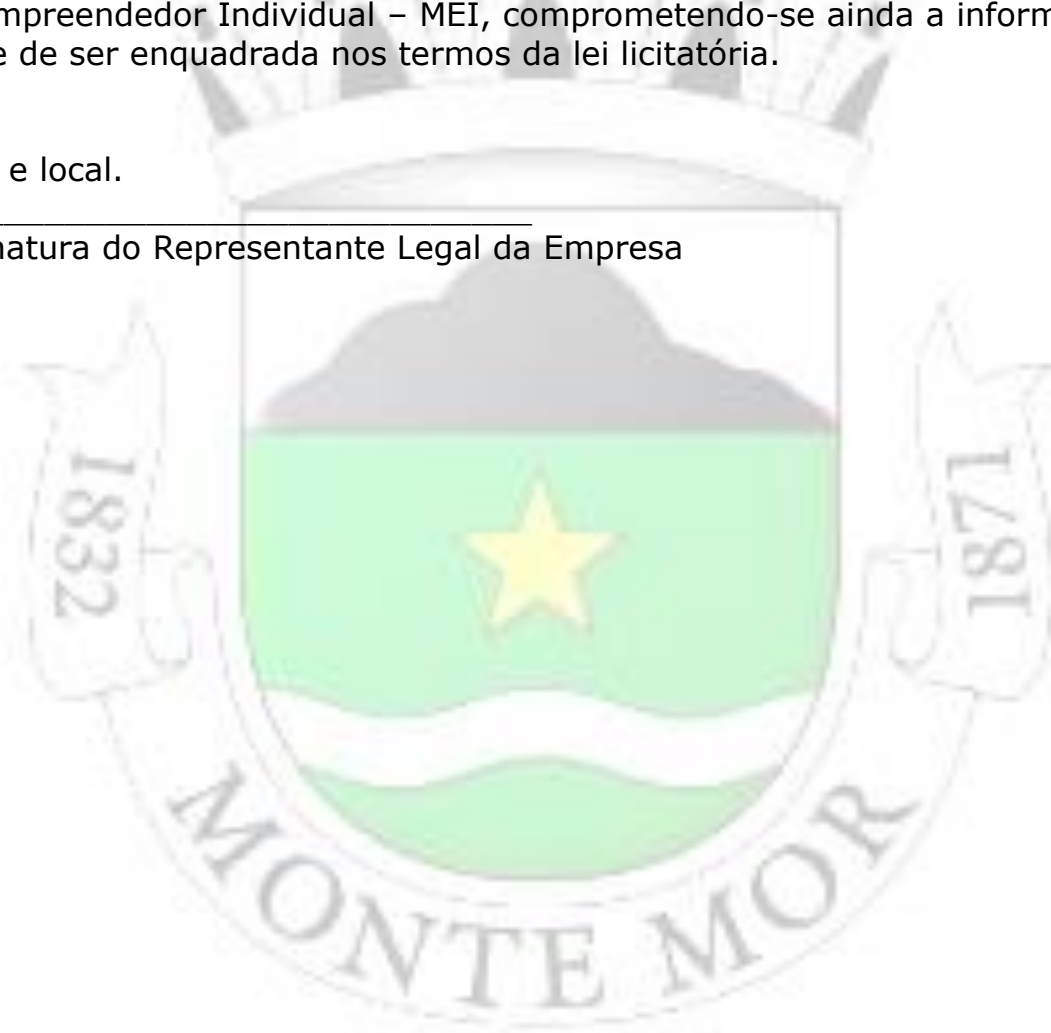 mpreendedor Individual – MEI, comprometendo-se ainda a inform
e de ser enquadrada nos termos da lei licitatória.
e local.
natura do Representante Legal da Empresa
1832
1871
MONTE MOR